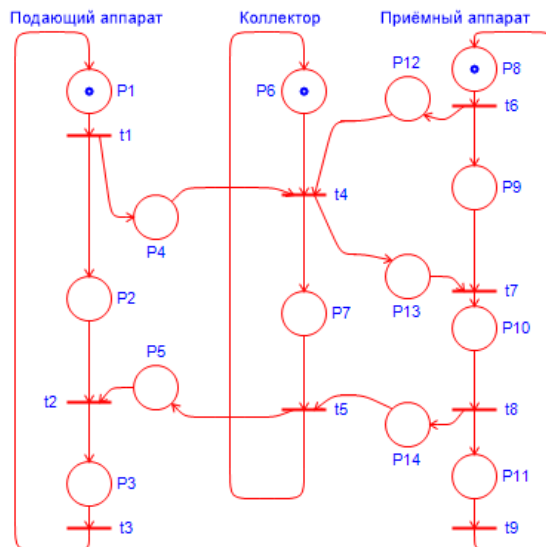 Подающий аппарат
Коллектор
Приёмный аппарат
P1
P6
P12
P8
t1
t6
P4
t4
P9
P2
P13
t7
P7
P10
P5
t2
t5
P14
t8
P3
P11
t3
t9